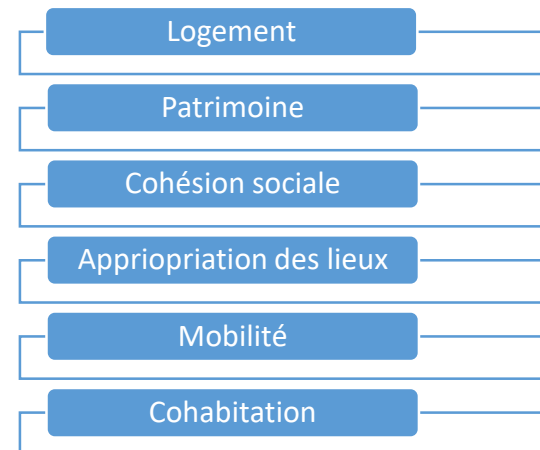 Logement
Patrimoine
Cohésion sociale
Appriopriation des lieux
Mobilité
Cohabitation